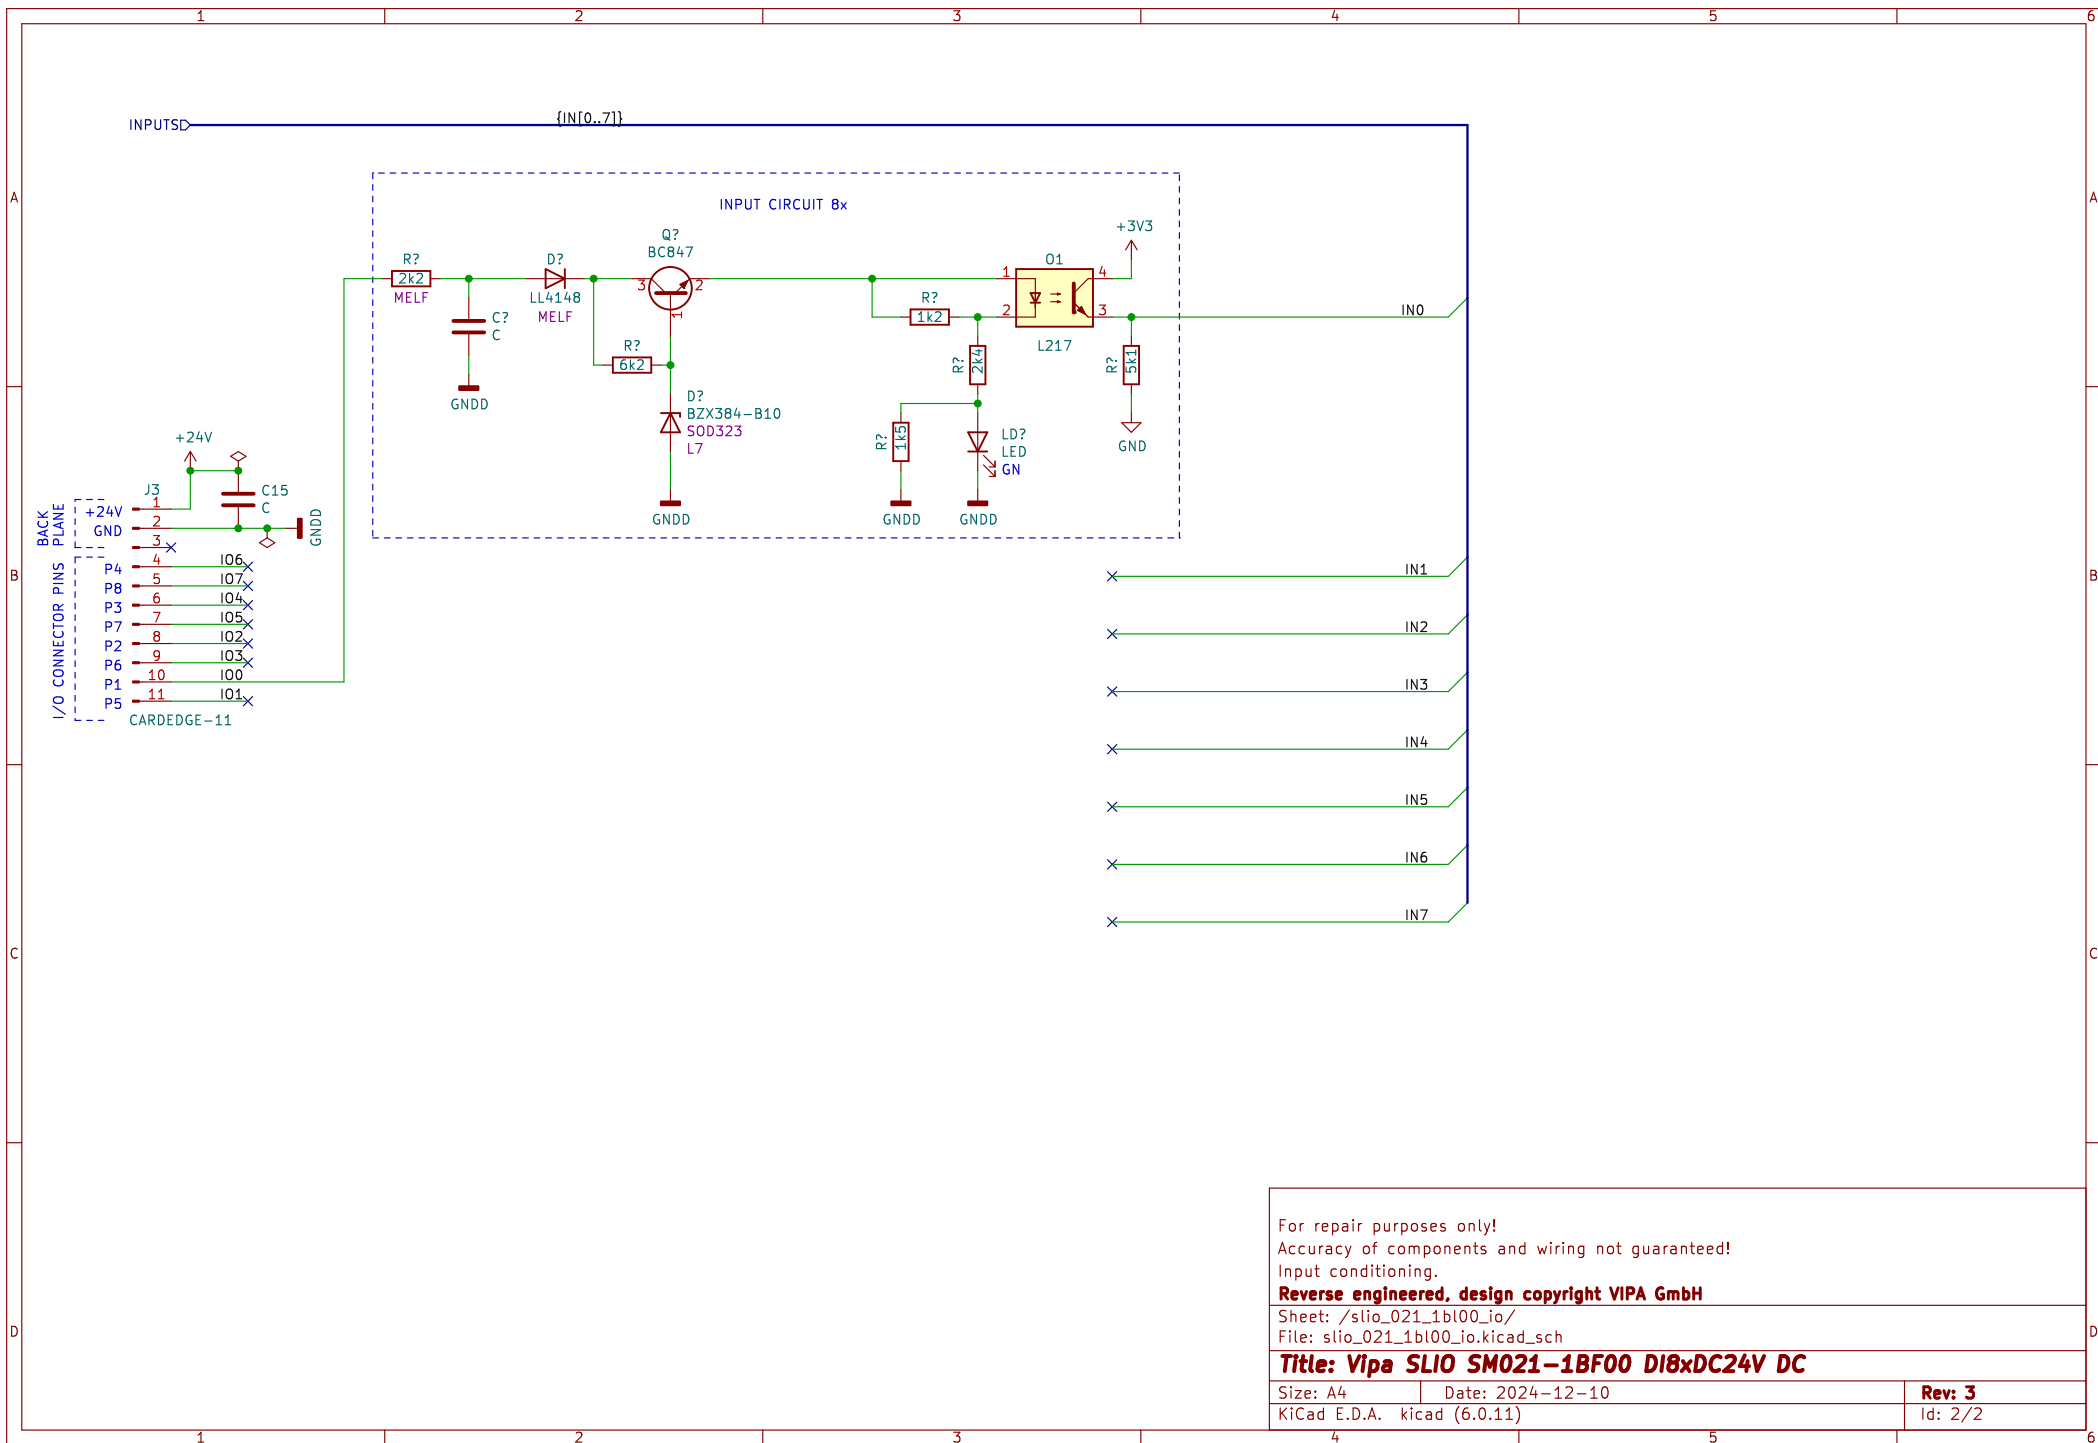 1 2 3 4 5 6
INPUTS
{IN[0..7]}
A
A
INPUT CIRCUIT 8x
+3V3
Q?
BC847
R?
2k2
MELF
D?
LL4148
MELF
3
2
1
O1
1
2
4
3
L217
IN0
C?
C
GNDD
R?
6k2
R?
1k2
R?
2k4
R?
5k1
GND
D?
BZX384-B10
SOD323
L7
GNDD
R?
1k5
GNDD
LD?
LED
GN
GNDD
+24V
C15
C
GNDD
J3
BACK
PLANE
+24V
1
GND
2
3
B
B
I/O CONNECTOR PINS
P4
4
IO6
P8
5
IO7
P3
6
IO4
P7
7
IO5
P2
8
IO2
P6
9
IO3
P1
10
IO0
P5
11
IO1
CARDEDGE-11
IN1
IN2
IN3
IN4
IN5
IN6
IN7
C
C
For repair purposes only!
Accuracy of components and wiring not guaranteed!
Input conditioning.
Reverse engineered, design copyright VIPA GmbH
Sheet: /slio_021_1bl00_io/
File: slio_021_1bl00_io.kicad_sch
D
D
Title: Vipa SLIO SM021-1BF00 DI8xDC24V DC
Size: A4
Date: 2024-12-10
Rev: 3
KiCad E.D.A. kicad (6.0.11)
Id: 2/2
1 2 3 4 5 6